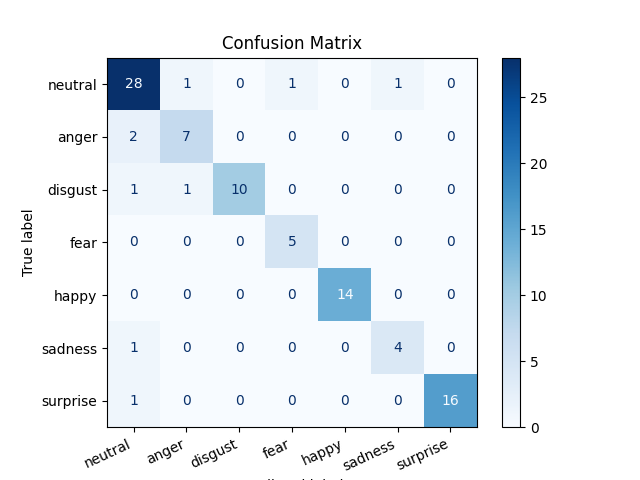 Confusion Matrix
True label
neutral 28 1 0 1 0 1 0
anger 2 7 0 0 0 0 0
disgust 1 1 10 0 0 0 0
fear 0 0 0 5 0 0 0
happy 0 0 0 0 14 0 0
sadness 1 0 0 0 0 4 0
surprise 1 0 0 0 0 0 16
neutral anger disgust fear happy sadness surprise
25
20
15
10
5
0